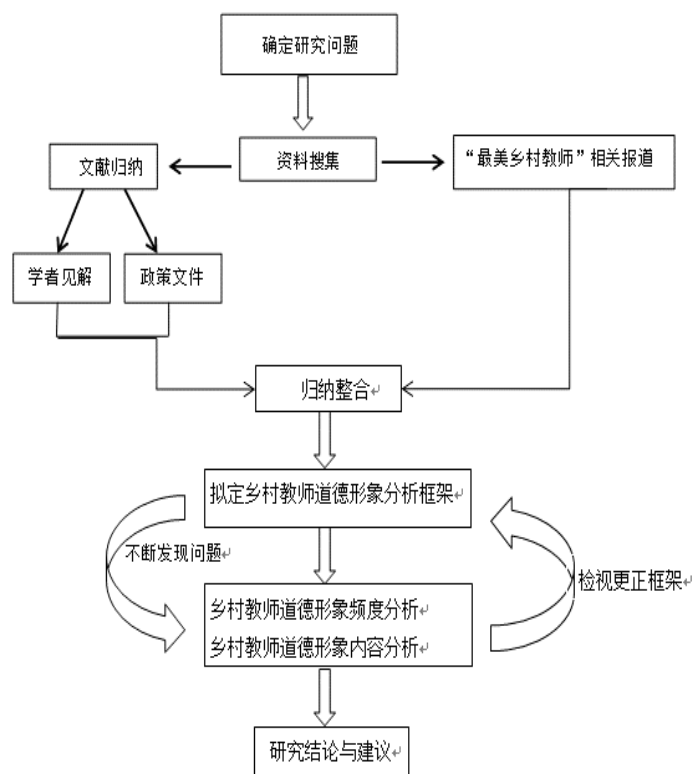 确定研究问题
文献归纳
资料搜集
“最美乡村教师”相关报道
学者见解
政策文件
归纳整合
拟定乡村教师道德形象分析框架
不断发现问题
检视更正框架
乡村教师道德形象频度分析
乡村教师道德形象内容分析
研究结论与建议